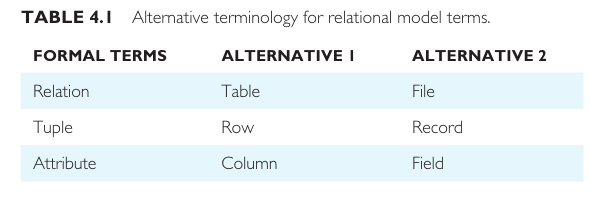 TABLE 4.1 Alternative terminology for relational model terms.
FORMAL TERMS ALTERNATIVE 1 ALTERNATIVE 2
Relation Table File
Tuple Row Record
Attribute Column Field